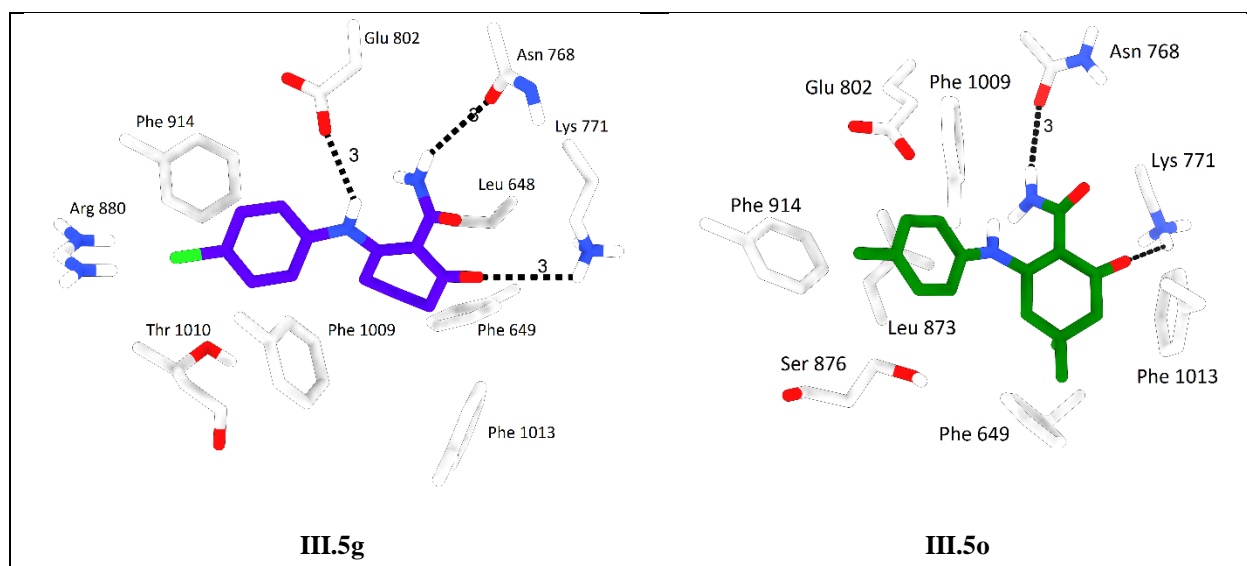 Glu 802
Asn 768
Phe 914
3
3
Lys 771
Leu 648
Arg 880
3
Thr 1010
Phe 1009
Phe 649
Phe 1013
III.5g
Asn 768
Glu 802
Phe 1009
3
Lys 771
Phe 914
Leu 873
Ser 876
Phe 1013
Phe 649
III.5o